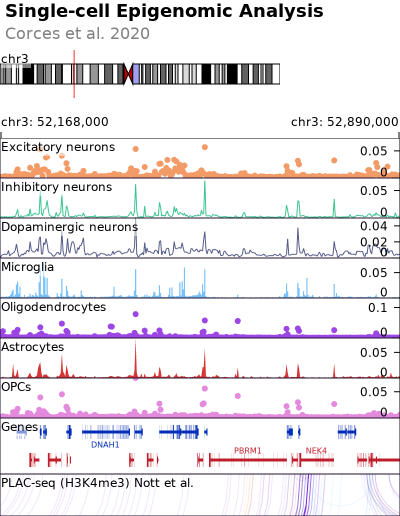 Single-cell Epigenomic Analysis
Corces et al. 2020
chr3
chr3: 52,168,000
chr3: 52,890,000
Excitatory neurons
0.05
0
Inhibitory neurons
0.05
0
Dopaminergic neurons
0.04
0.02
0
Microglia
0.05
0
Oligodendrocytes
0.1
0
Astrocytes
0.05
0
OPCs
0.05
0
Genes
DNAH1
PBRM1
NEK4
PLAC-seq (H3K4me3) Nott et al.